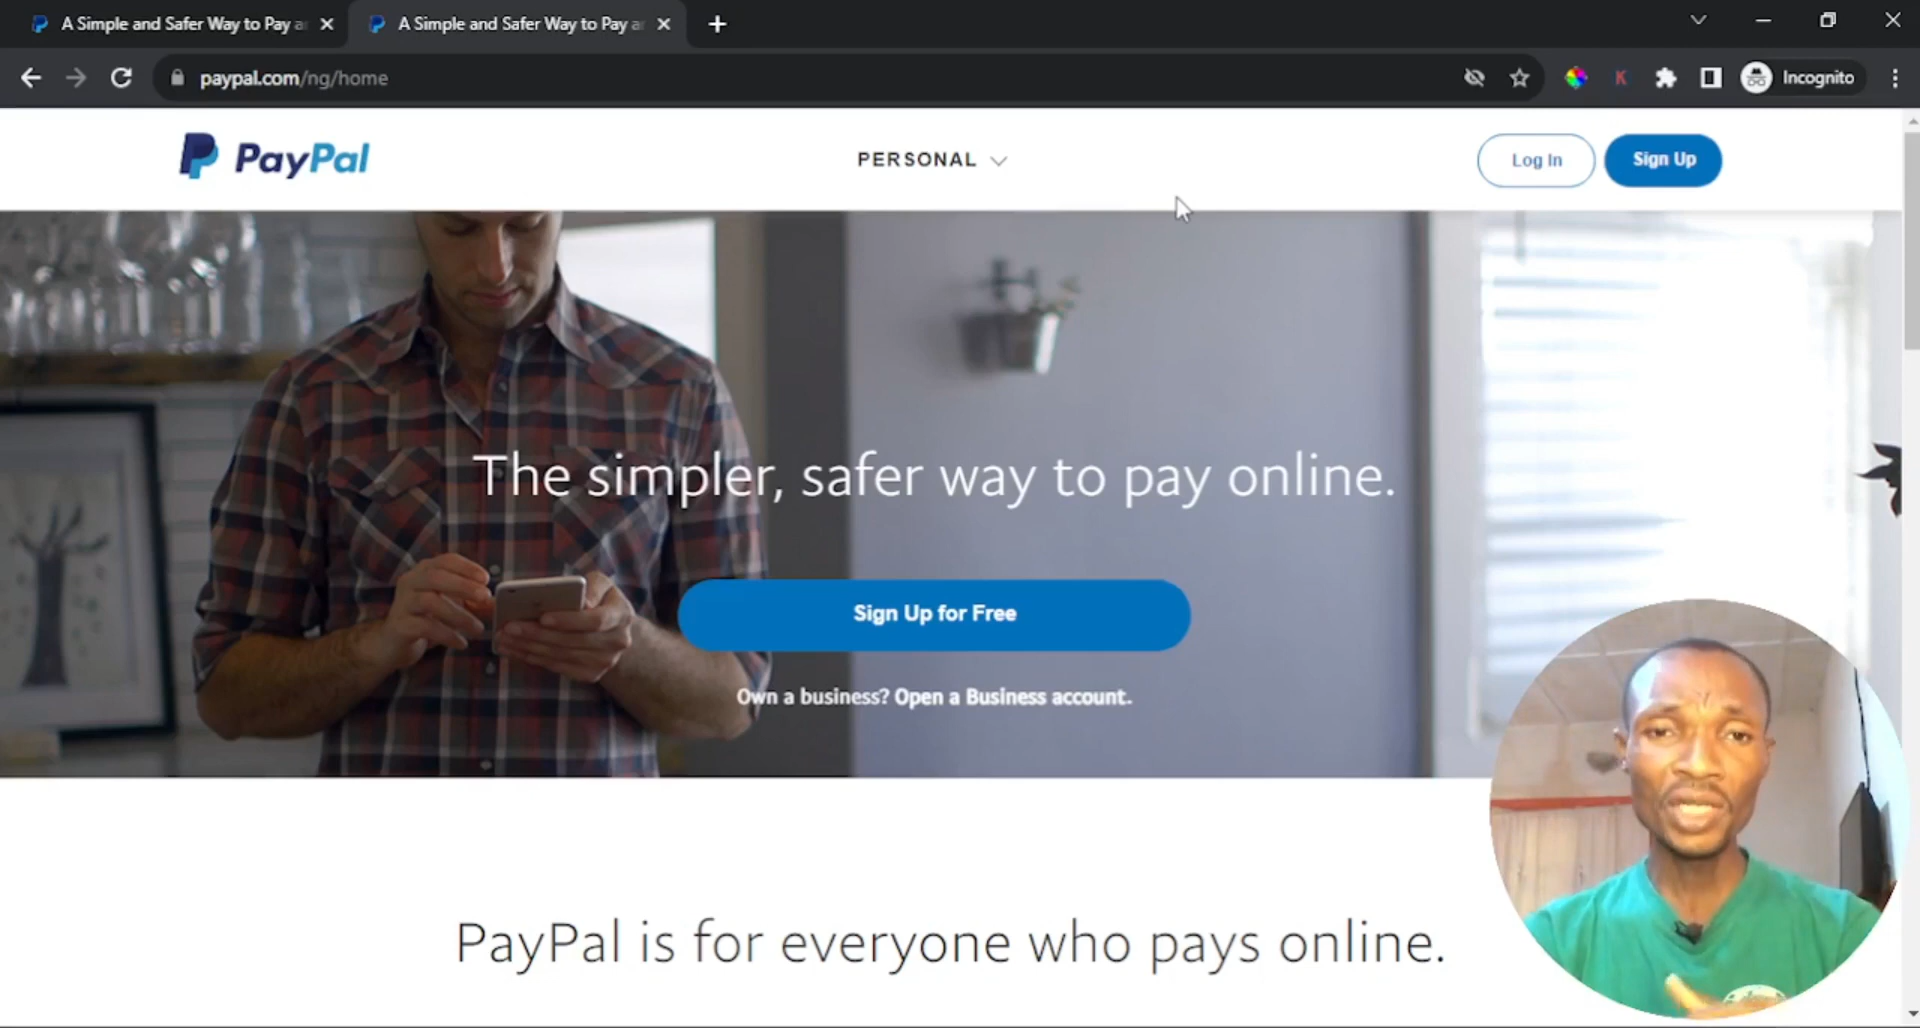 A Simple and Safer Way to Pay a
A Simple and Safer Way to Pay a
paypal.com/ng/home
K
Incognito
PayPal
PERSONAL
Log In
Sign Up
The simpler, safer way to pay online.
Sign Up for Free
Own a business? Open a Business account.
PayPal is for everyone who pays online.